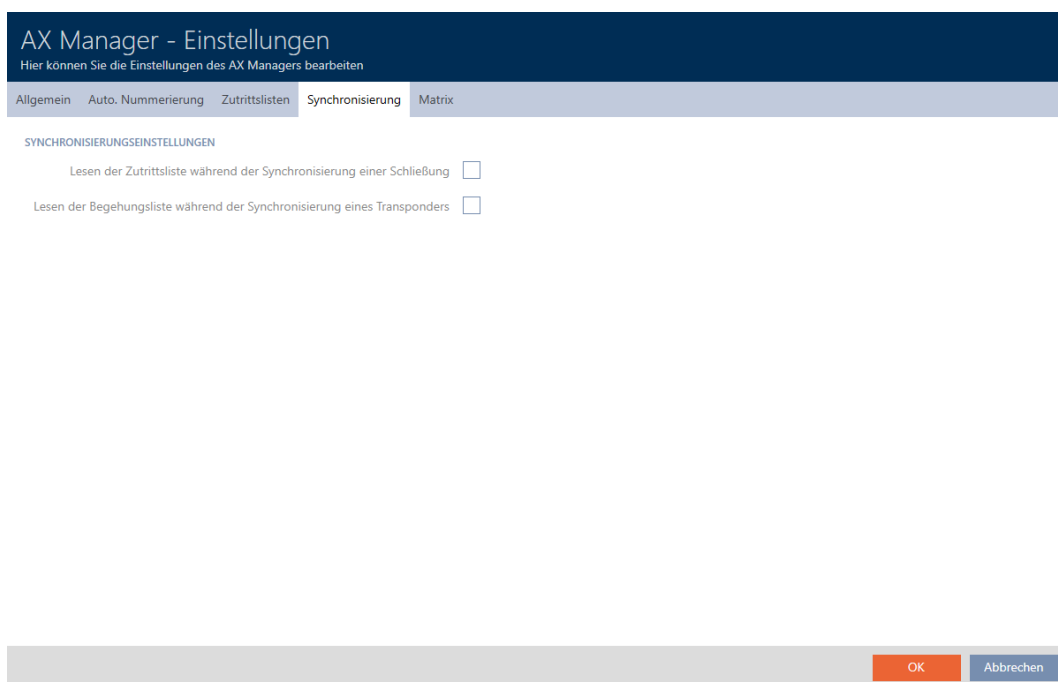 AX Manager - Einstellungen
Hier können Sie die Einstellungen des AX Managers bearbeiten
Allgemein Auto. Nummerierung Zutrittslisten Synchronisierung Matrix
SYNCHRONISIERUNGSEINSTELLUNGEN
Lesen der Zutrittsliste während der Synchronisierung einer Schließung
Lesen der Begehungsliste während der Synchronisierung eines Transponders
OK Abbrechen